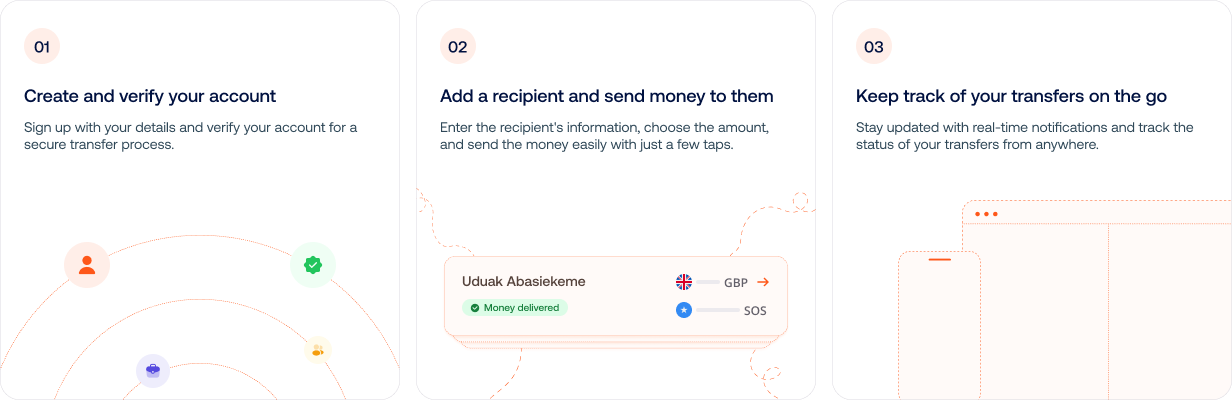 01
Create and verify your account
Sign up with your details and verify your account for a
secure transfer process.
02
Add a recipient and send money to them
Enter the recipient's information, choose the amount,
and send the money easily with just a few taps.
Uduak Abasiekeme
GBP
Money delivered
SOS
03
Keep track of your transfers on the go
Stay updated with real-time notifications and track the
status of your transfers from anywhere.